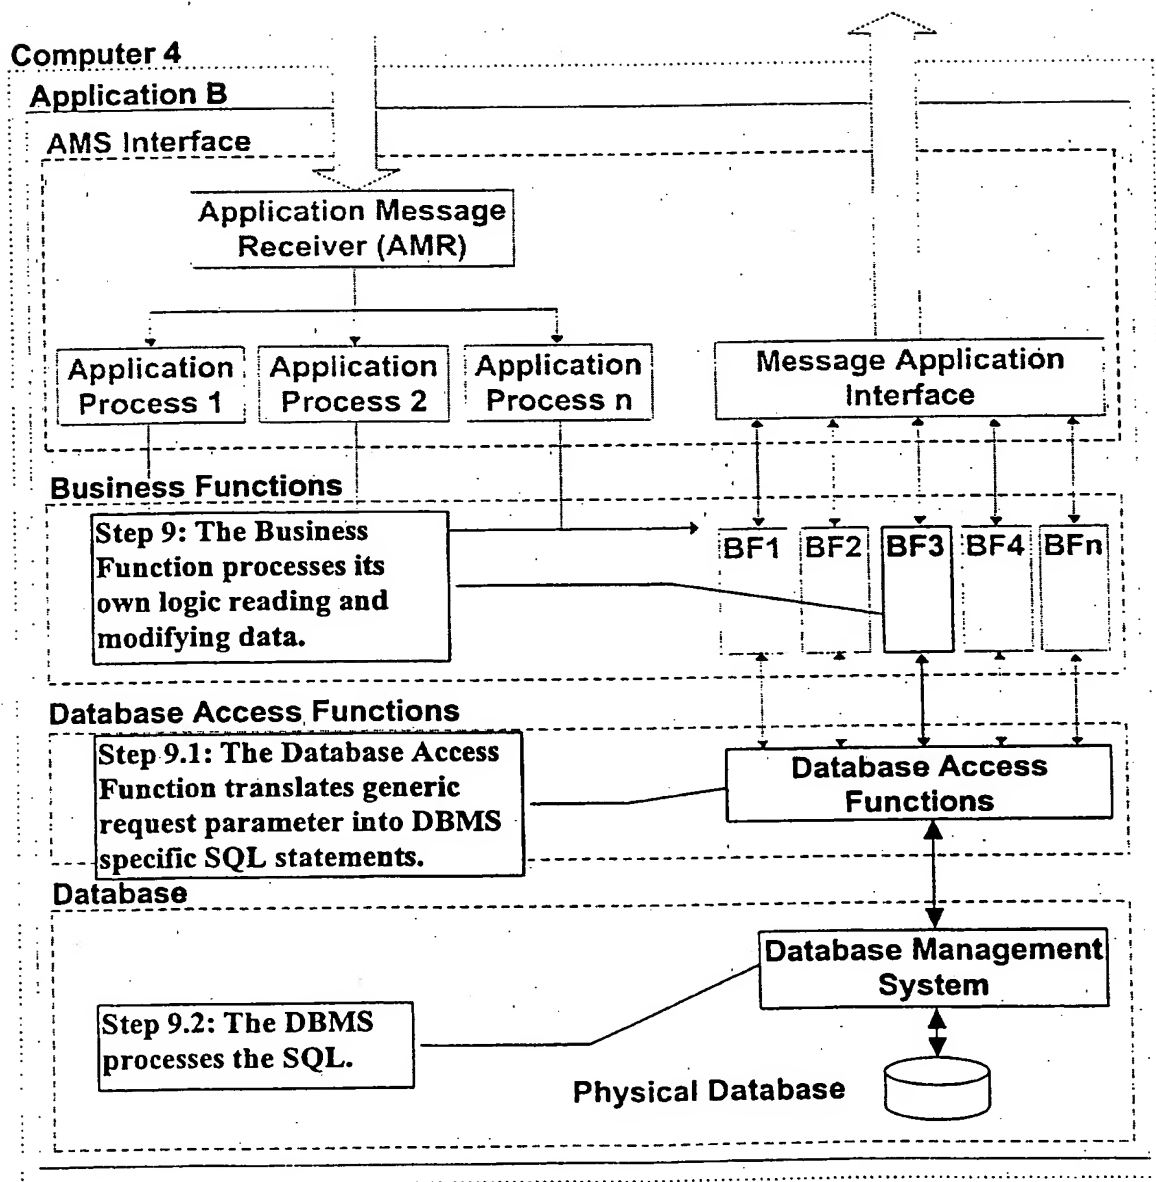 Computer 4
Application B
AMS Interface
Application Message
Receiver (AMR)
Application
Process 1
Application
Process 2
Application
Process n
Message Application
Interface
Business Functions
Step 9: The Business
Function processes its
own logic reading and
modifying data.
BF1
BF2
BF3
BF4
BFn
Database Access Functions
Step 9.1: The Database Access
Function translates generic
request parameter into DBMS
specific SQL statements.
Database Access
Functions
Database
Database Management
System
Step 9.2: The DBMS
processes the SQL.
Physical Database